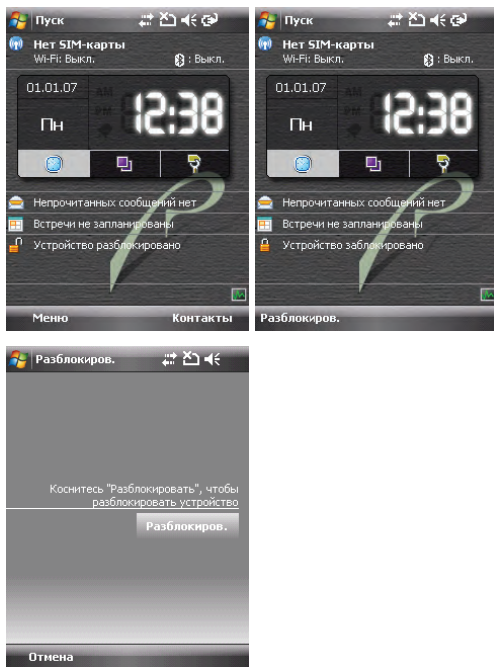 Пуск
Нет SIM-карты
Wi-Fi: Выкл. : Выкл.
01.01.07
Пн
12:38
Непрочитанных сообщений нет
Встречи не запланированы
Устройство разблокировано
Меню Контакты
Пуск
Нет SIM-карты
Wi-Fi: Выкл. : Выкл.
01.01.07
Пн
12:38
Непрочитанных сообщений нет
Встречи не запланированы
Устройство заблокировано
Разблокиров.
Разблокиров.
Коснитесь "Разблокировать", чтобы
разблокировать устройство
Разблокиров.
Отмена